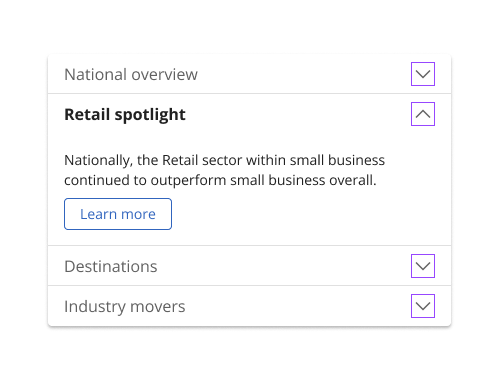 National overview
Retail spotlight
Nationally, the Retail sector within small business
continued to outperform small business overall.
Learn more
Destinations
Industry movers